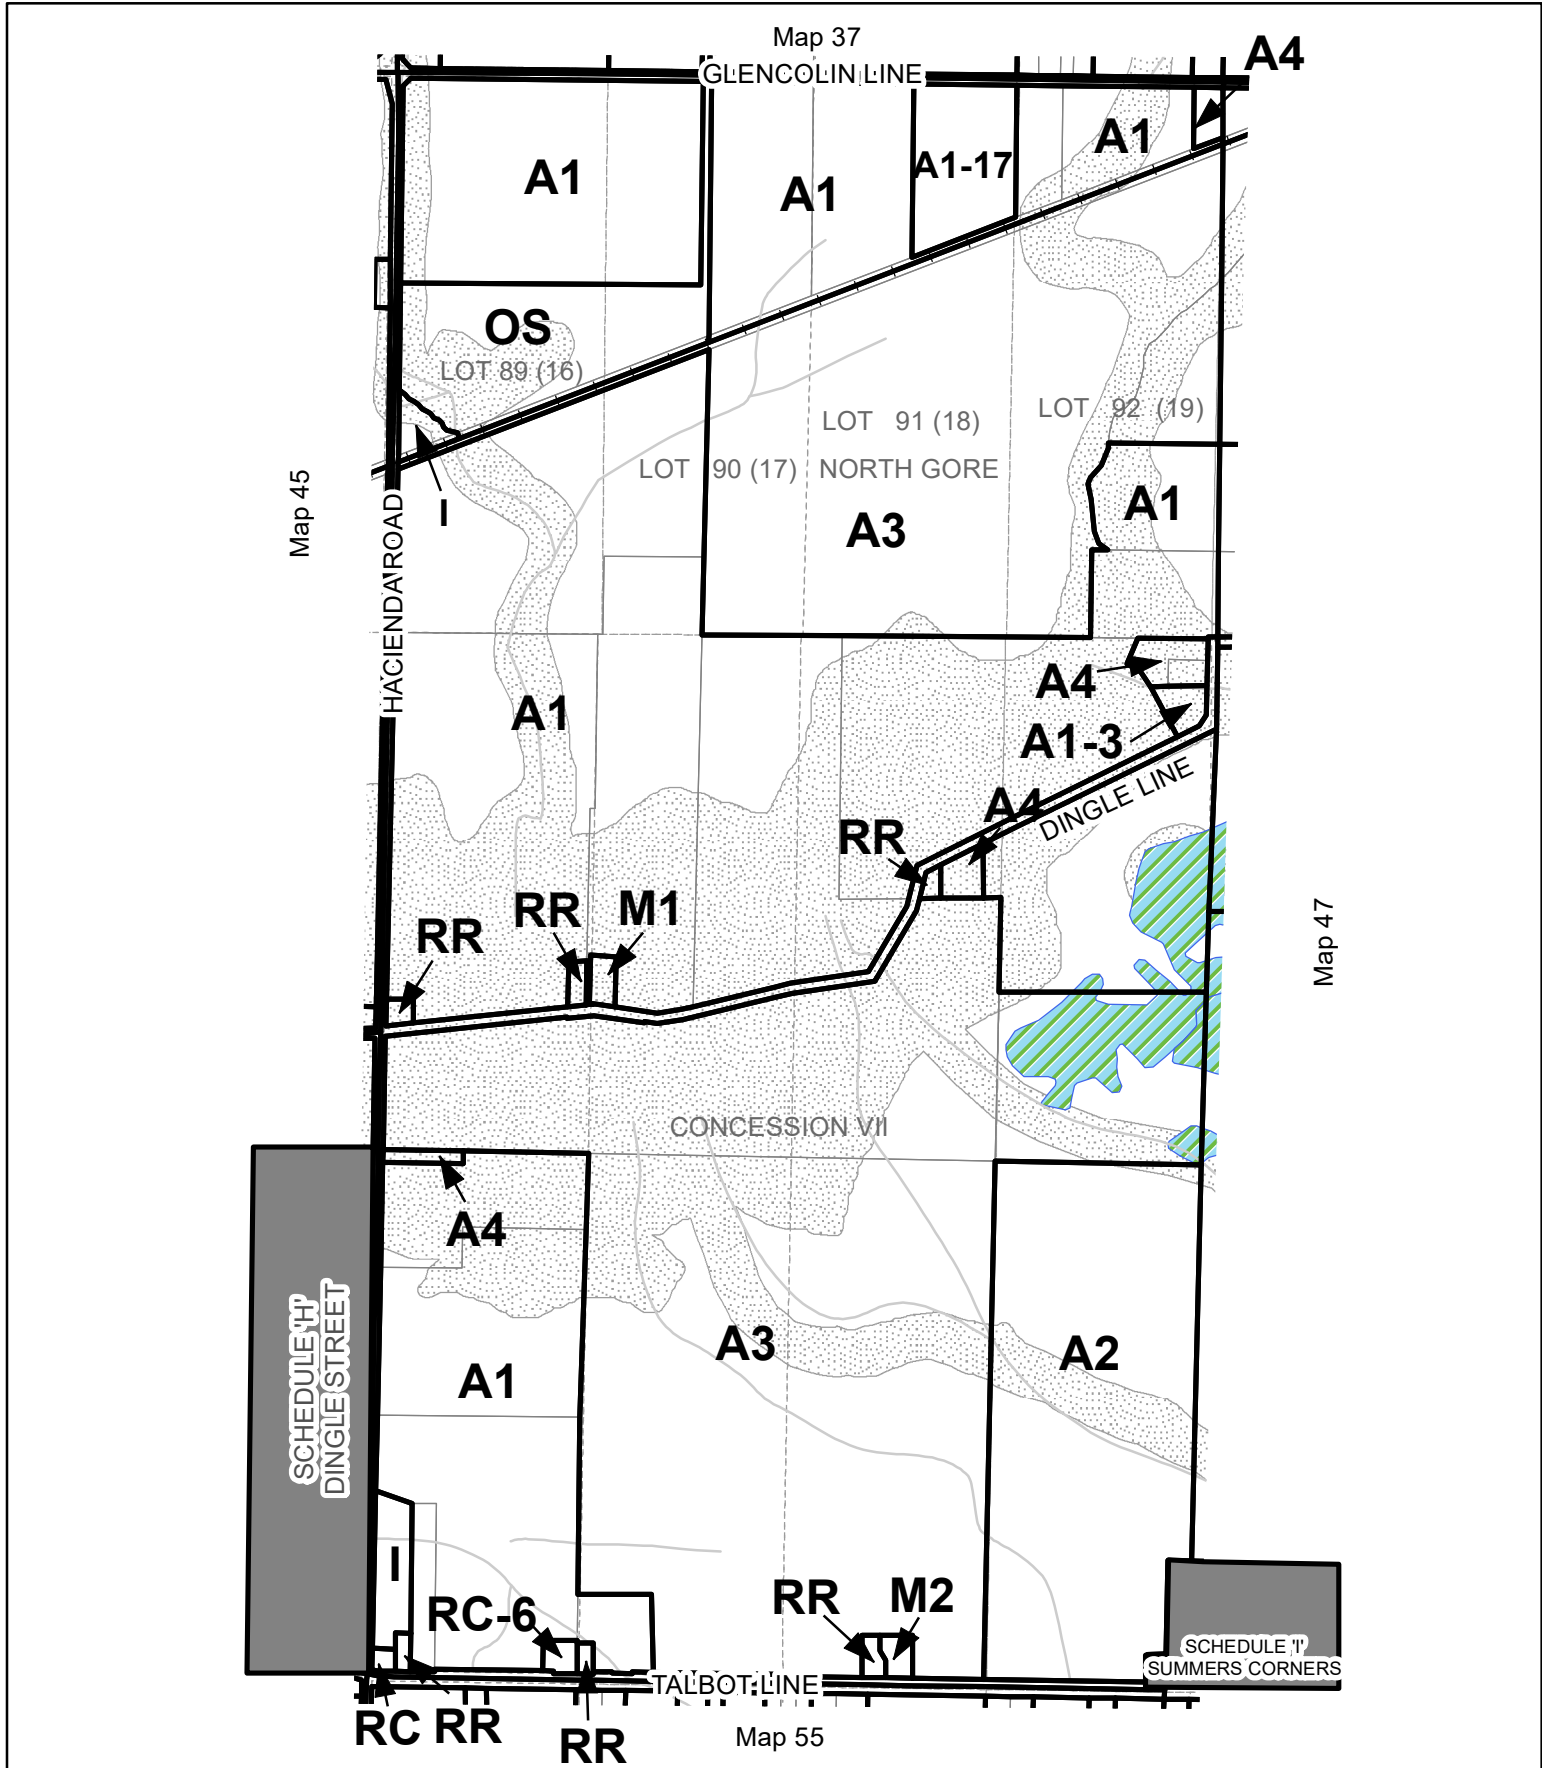 Map 37
A4
GLENCOLIN LINE
A1
A1-17
A1
A1
OS
LOT 89 (16)
LOT 91 (18)
LOT 92 (19)
LOT 90 (17) NORTH GORE
Map 45
I
HACIENDA ROAD
A3
A1
A4
A1
A1-3
DINGLE LINE
A4
RR
RR
M1
RR
Map 47
CONCESSION VII
A4
SCHEDULE 'H'
DINGLE STREET
A3
A2
A1
I
RC-6
RR
M2
SCHEDULE 'I'
SUMMERS CORNERS
TALBOT LINE
RC
RR
RR
Map 55